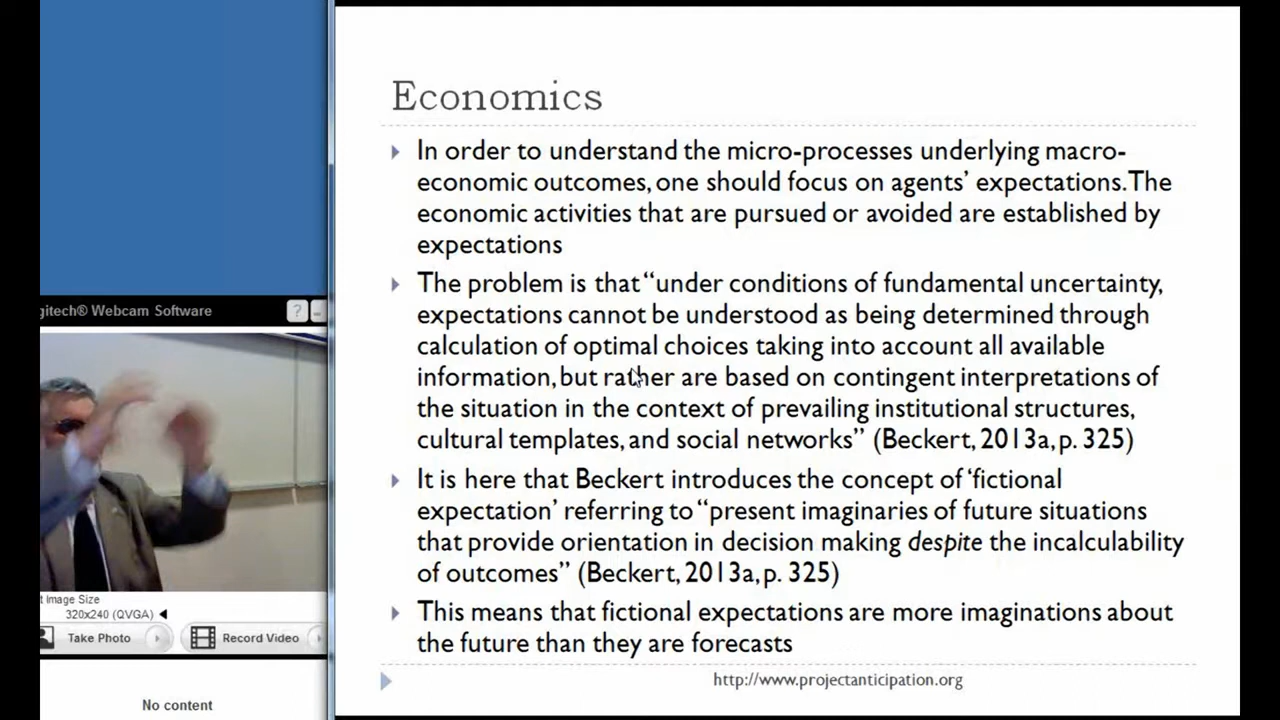 Economics
In order to understand the micro-processes underlying macro-
economic outcomes, one should focus on agents’ expectations. The
economic activities that are pursued or avoided are established by
expectations
The problem is that “under conditions of fundamental uncertainty,
expectations cannot be understood as being determined through
calculation of optimal choices taking into account all available
information, but rather are based on contingent interpretations of
the situation in the context of prevailing institutional structures,
cultural templates, and social networks” (Beckert, 2013a, p. 325)
It is here that Beckert introduces the concept of ‘fictional
expectation’ referring to “present imaginaries of future situations
that provide orientation in decision making despite the incalculability
of outcomes” (Beckert, 2013a, p. 325)
This means that fictional expectations are more imaginations about
the future than they are forecasts
http://www.projectanticipation.org
gitech® Webcam Software
?
t Image Size
320x240 (QVGA)
Take Photo
Record Video
No content